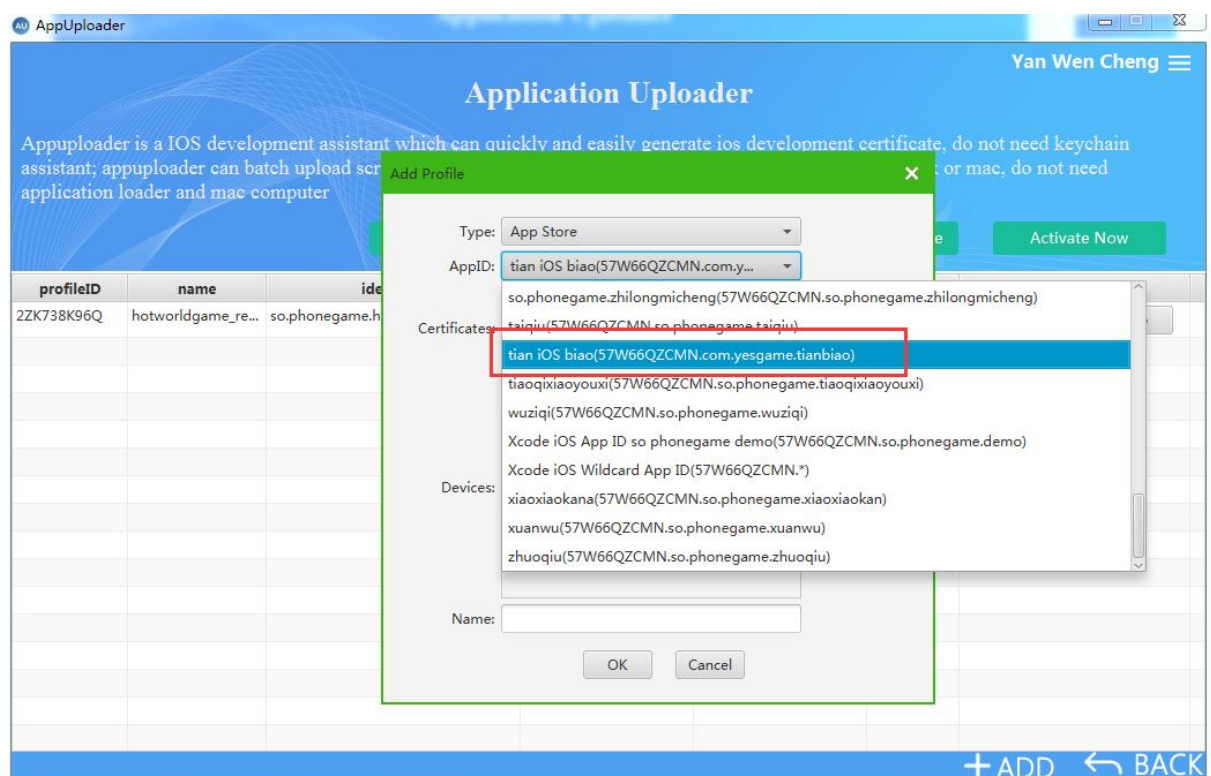 AppUploader
Yan Wen Cheng
Application Uploader
Appuploader is a IOS development assistant which can quickly and easily generate ios development certificate, do not need keychain
assistant; appuploader can batch upload scr
or mac, do not need
application loader and mac computer
Add Profile
Type: App Store
Activate Now
AppID: tian iOS biao(57W66QZCMN.com.y...
profileID name ide
so.phonegame.zhilongmicheng(57W66QZCMN.so.phonegame.zhilongmicheng)
2ZK738K96Q hotworldgame_re... so.phonegame.h
Certificates:
taiqiu(57W66QZCMN.so.phonegame.taiqiu)
tian iOS biao(57W66QZCMN.com.yesgame.tianbiao)
tiaoqixiaoyouxi(57W66QZCMN.so.phonegame.tiaoqixiaoyouxi)
wuziqi(57W66QZCMN.so.phonegame.wuziqi)
Xcode iOS App ID so phonegame demo(57W66QZCMN.so.phonegame.demo)
Xcode iOS Wildcard App ID(57W66QZCMN.*)
Devices:
xiaoxiaokana(57W66QZCMN.so.phonegame.xiaoxiaokan)
xuanwu(57W66QZCMN.so.phonegame.xuanwu)
zhuoqiu(57W66QZCMN.so.phonegame.zhuoqiu)
Name:
OK Cancel
ADD BACK